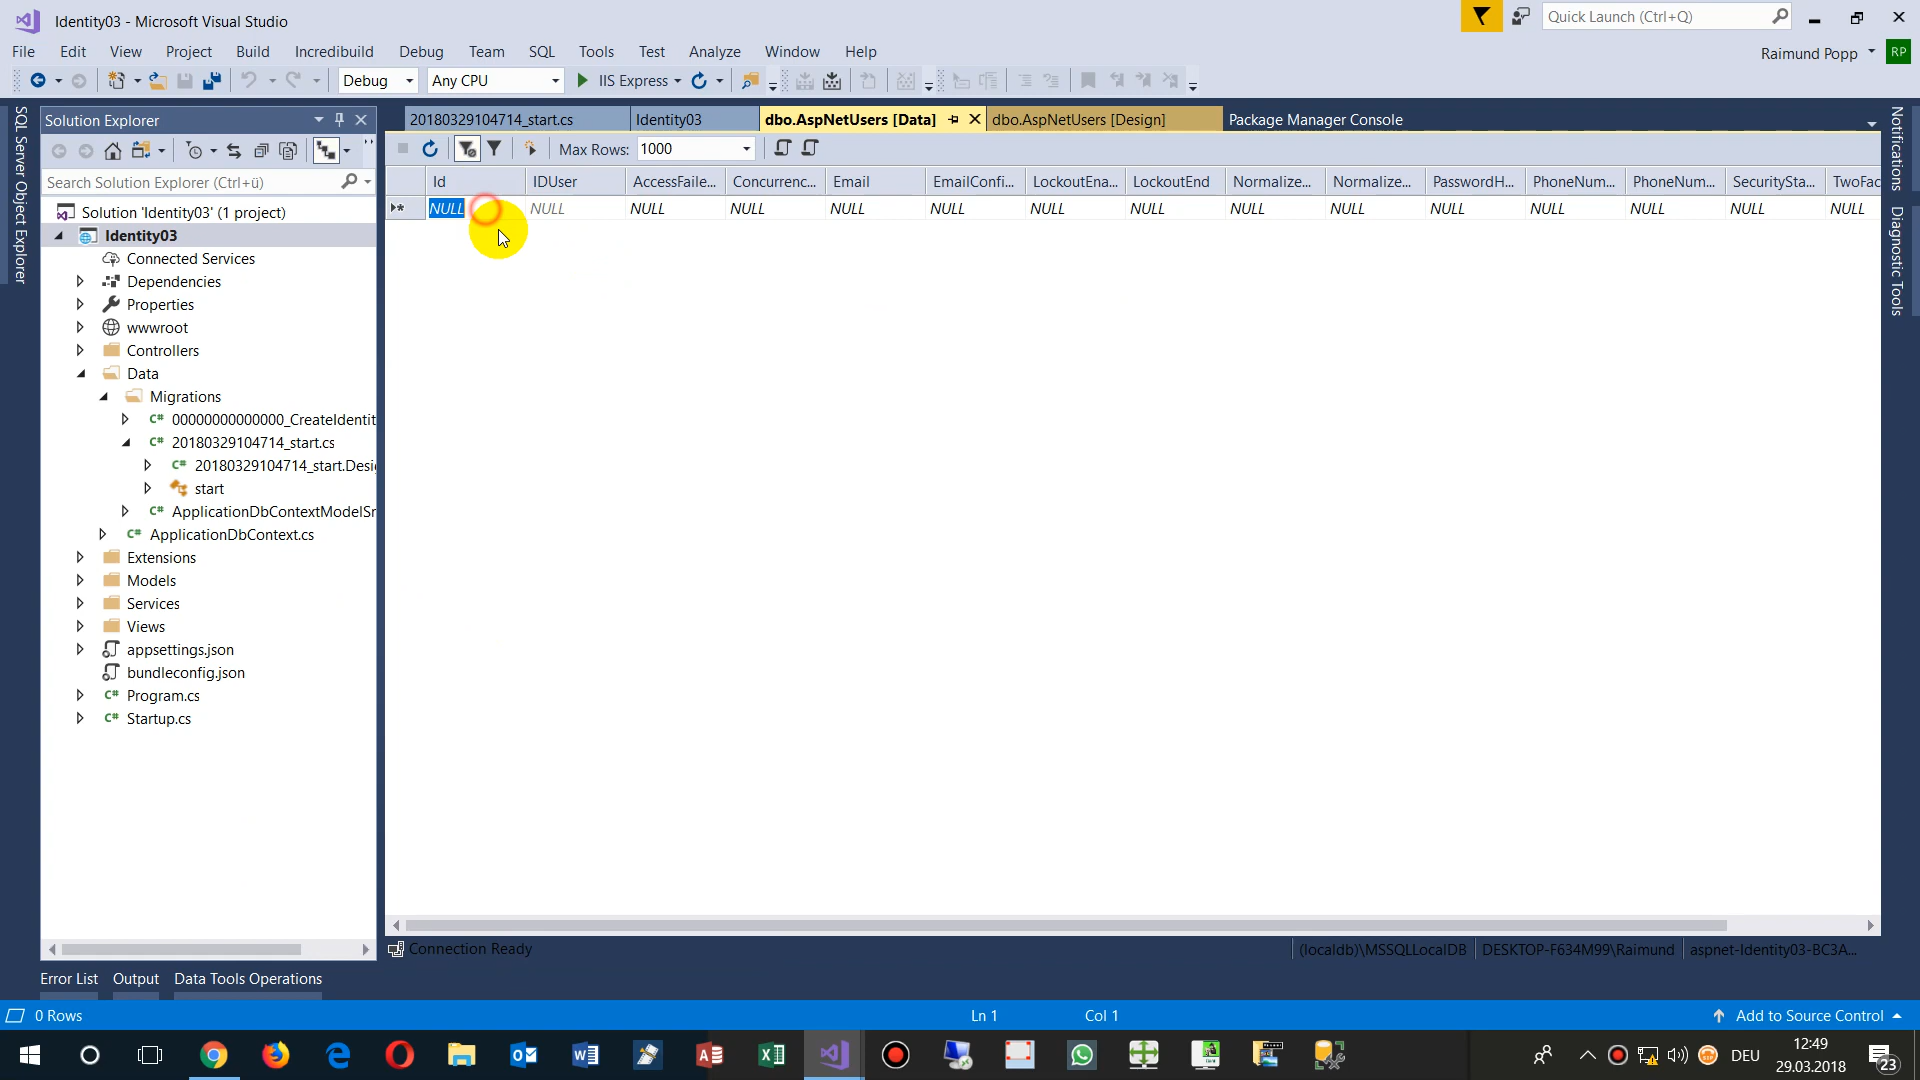 Identity03 - Microsoft Visual Studio
Quick Launch (Ctrl+Q)
File Edit View Project Build Incredibuild Debug Team SQL Tools Test Analyze Window Help
Raimund Popp RP
Debug Any CPU IIS Express
SQL Server Object Explorer
Solution Explorer
Search Solution Explorer (Ctrl+ü)
Solution 'Identity03' (1 project)
Identity03
Connected Services
Dependencies
Properties
wwwroot
Controllers
Data
Migrations
00000000000000_CreateIdentit
20180329104714_start.cs
20180329104714_start.Desi
start
ApplicationDbContextModelSn
ApplicationDbContext.cs
Extensions
Models
Services
Views
appsettings.json
bundleconfig.json
Program.cs
Startup.cs
20180329104714_start.cs Identity03 dbo.AspNetUsers [Data] dbo.AspNetUsers [Design] Package Manager Console
Max Rows: 1000
Id IDUser AccessFaile... Concurrenc... Email EmailConfi... LockoutEna... LockoutEnd Normalize... Normalize... PasswordH... PhoneNum... PhoneNum... SecuritySta... TwoFac
NULL NULL NULL NULL NULL NULL NULL NULL NULL NULL NULL NULL NULL NULL NULL
Notifications
Diagnostic Tools
Connection Ready
(localdb)\MSSQLLocalDB DESKTOP-F634M99\Raimund aspnet-Identity03-BC3A...
Error List Output Data Tools Operations
0 Rows Ln 1 Col 1 Add to Source Control
DEU
12:49
29.03.2018
23